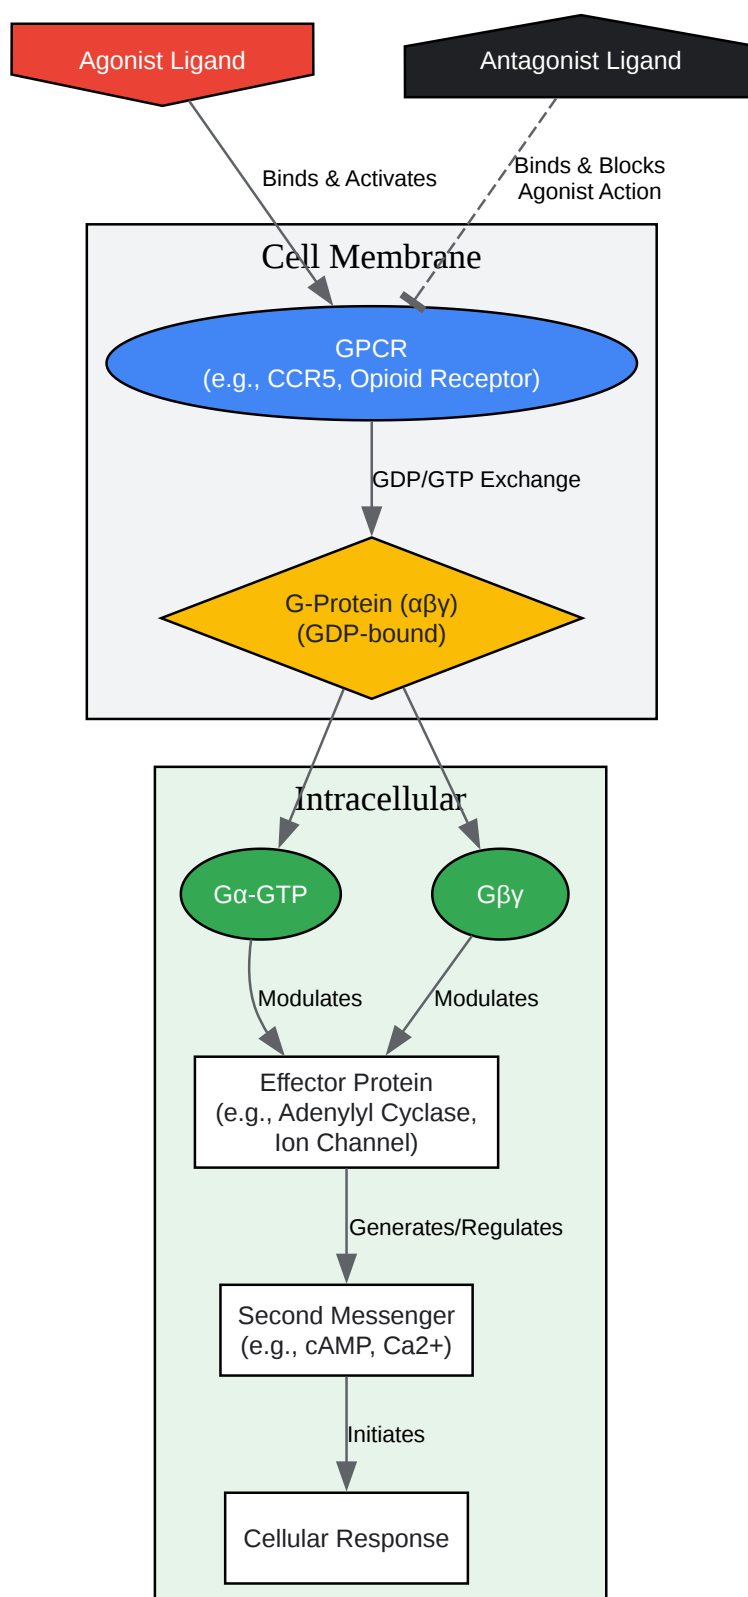 Agonist Ligand
Antagonist Ligand
Binds & Activates
Binds & Blocks
Agonist Action
Cell Membrane
GPCR
(e.g., CCR5, Opioid Receptor)
GDP/GTP Exchange
G-Protein (αβγ)
(GDP-bound)
Intracellular
Gα-GTP
Gβγ
Modulates
Modulates
Effector Protein
(e.g., Adenylyl Cyclase,
Ion Channel)
Generates/Regulates
Second Messenger
(e.g., cAMP, Ca2+)
Initiates
Cellular Response